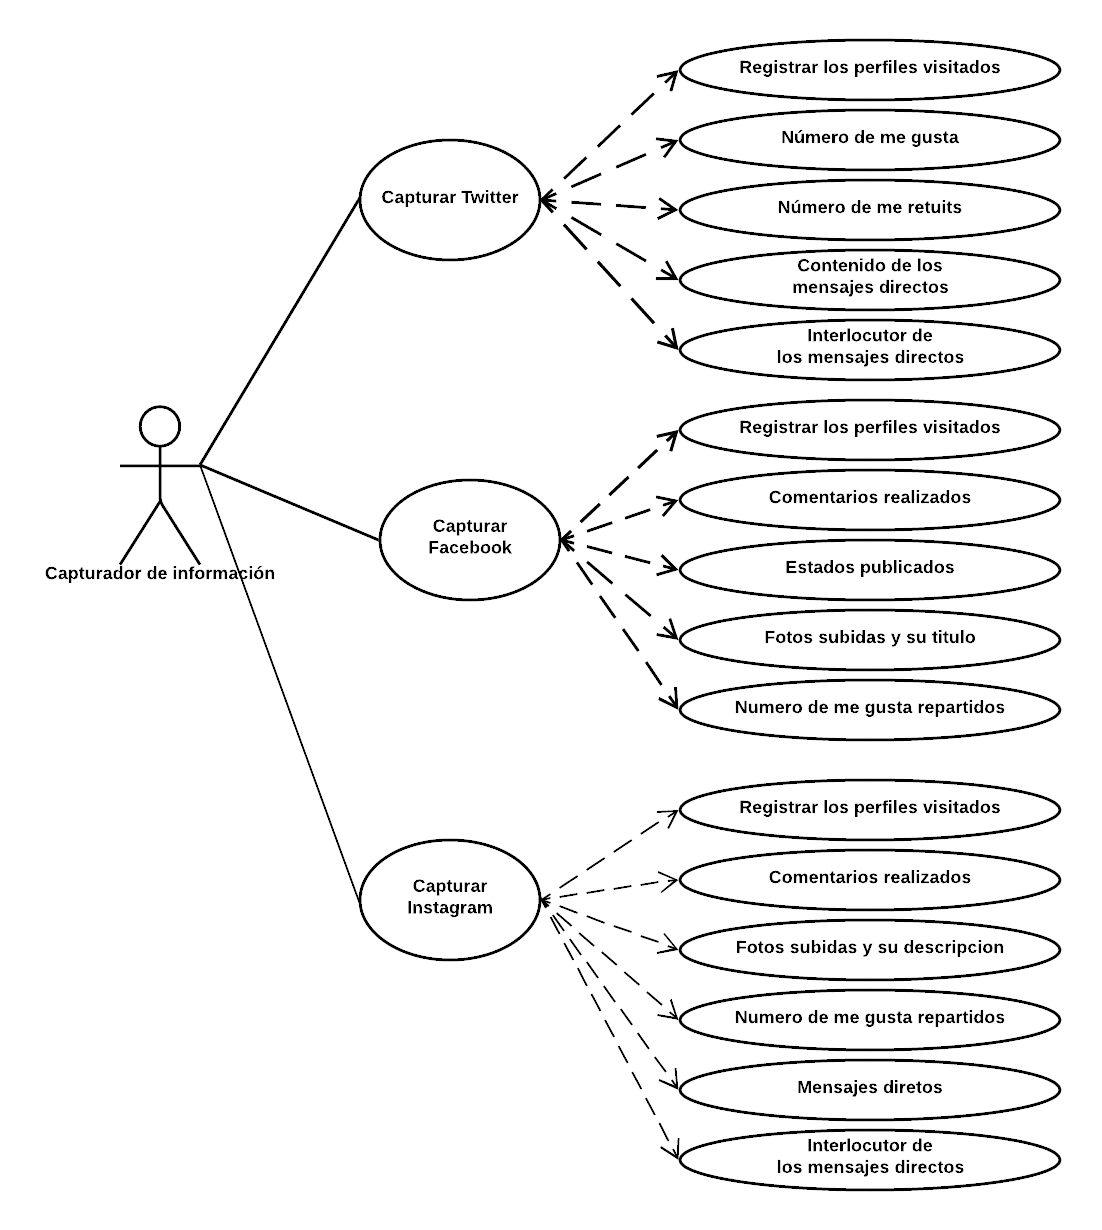 Registrar los perfiles visitados
Número de me gusta
Capturar Twitter
Número de me retuits
Contenido de los
mensajes directos
Interlocutor de
los mensajes directos
Registrar los perfiles visitados
Comentarios realizados
Capturar
Facebook
Estados publicados
Capturador de información
Fotos subidas y su titulo
Numero de me gusta repartidos
Registrar los perfiles visitados
Comentarios realizados
Capturar
Instagram
Fotos subidas y su descripcion
Numero de me gusta repartidos
Mensajes diretos
Interlocutor de
los mensajes directos